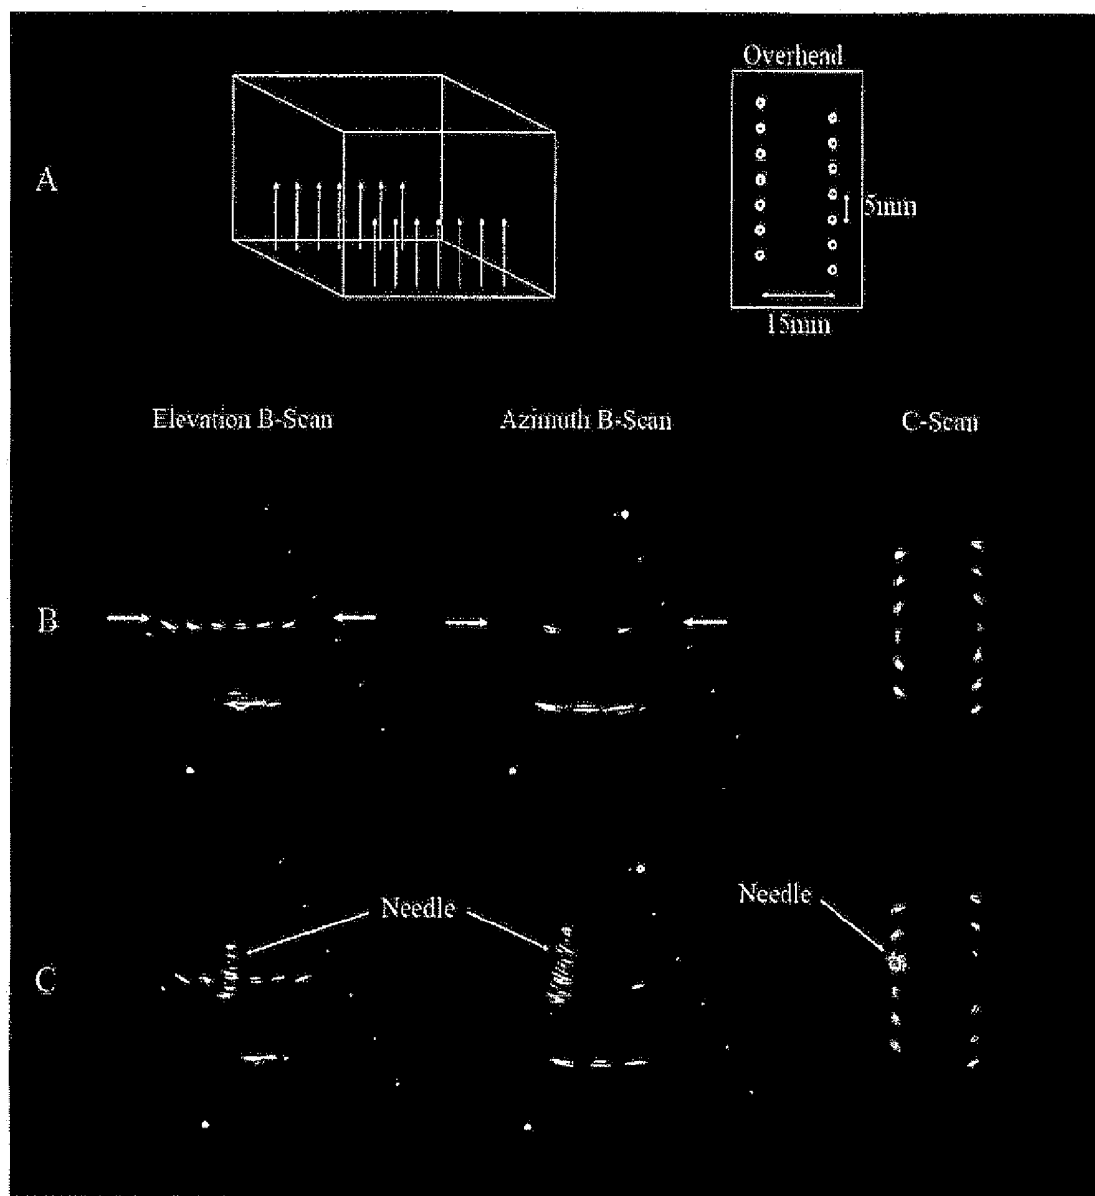 Overhead
A
5mm
15mm
Elevation B-Scan
Azimuth B-Scan
C-Scan
B
Needle
Needle
C